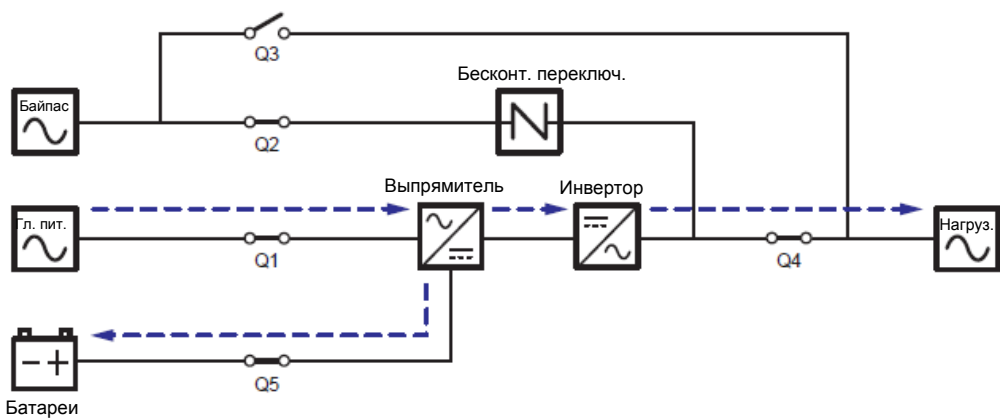 Q3
Бесконт. переключ.
Байпас
Q2
Выпрямитель
Инвертор
Гл. пит.
Нагруз.
Q1
Q4
Q5
Батареи